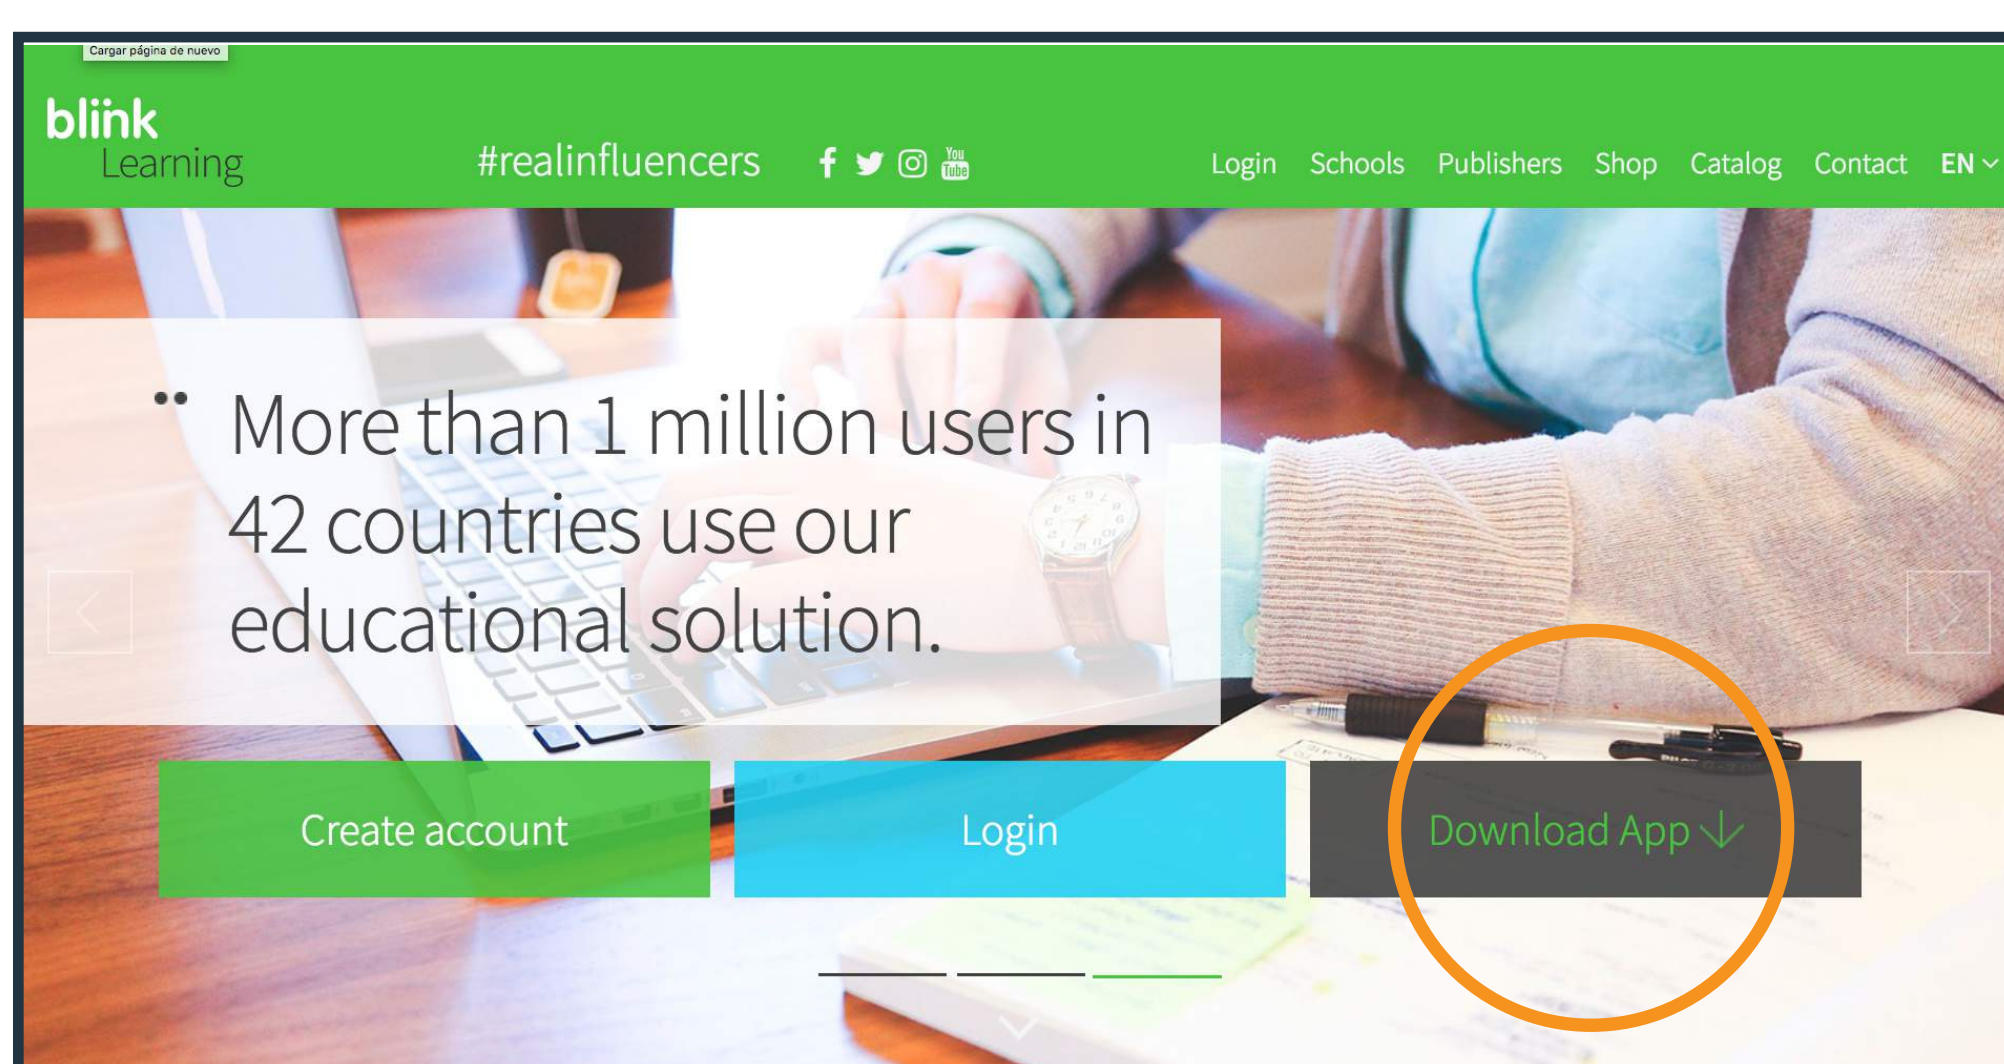 Cargar página de nuevo
blink
Learning
#realinfluencers
You
Tube
Login Schools Publishers Shop Catalog Contact EN
More than 1 million users in
42 countries use our
educational solution.
Create account
Login
Download App